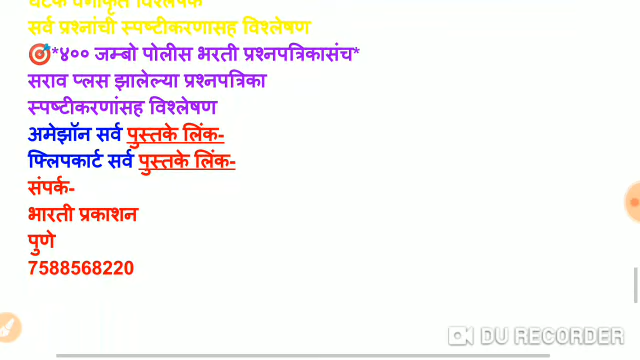 सर्व प्रश्नांची स्पष्टीकरणासह विश्लेषण
🎯*४०० जम्बो पोलीस भरती प्रश्नपत्रिकासंच*
सराव प्लस झालेल्या प्रश्नपत्रिका
स्पष्टीकरणांसह विश्लेषण
अमेझॉन सर्व पुस्तके लिंक-
फ्लिपकार्ट सर्व पुस्तके लिंक-
संपर्क-
भारती प्रकाशन
पुणे
7588568220
DU RECORDER